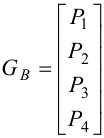 G_B = [P_1
P_2
P_3
P_4]